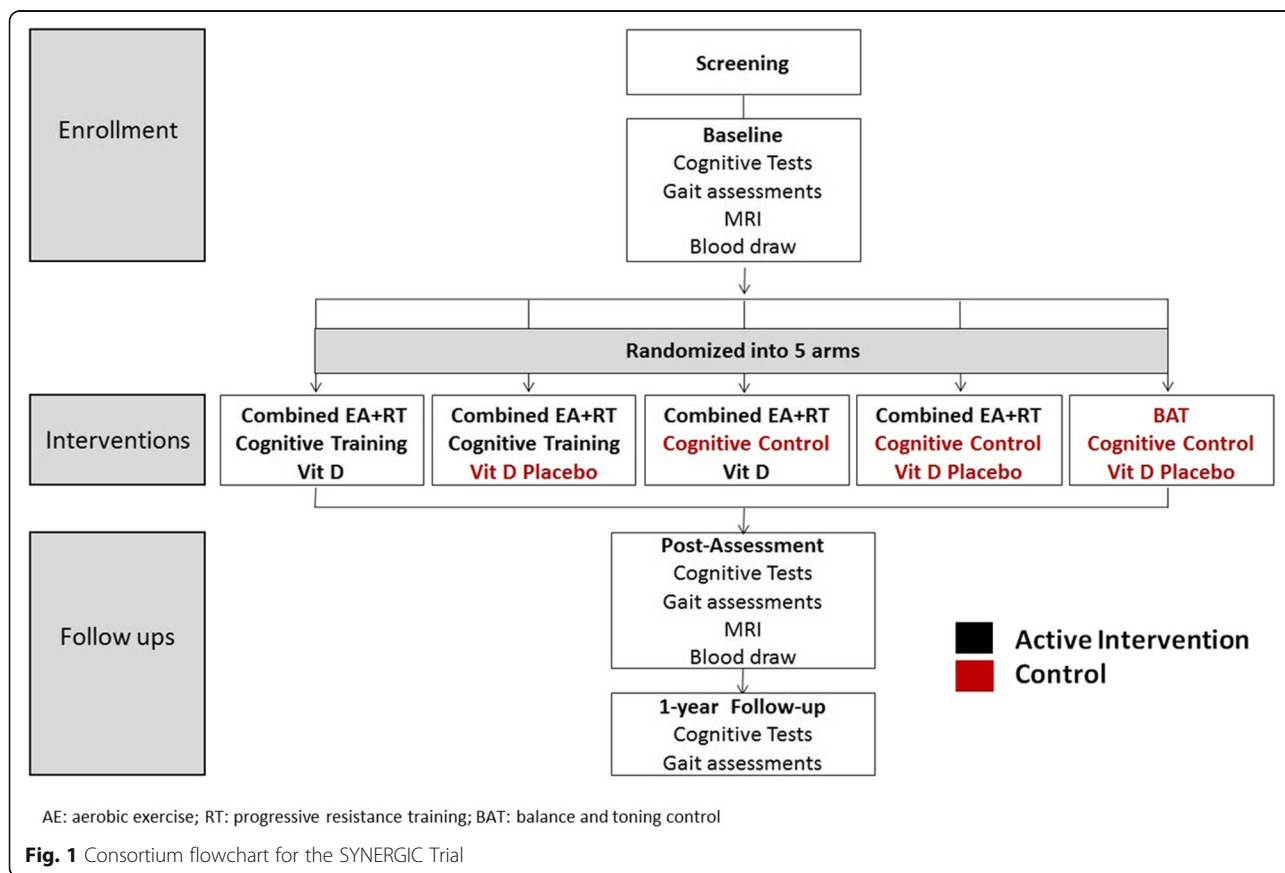 Enrollment
Screening
Baseline
Cognitive Tests
Gait assessments
MRI
Blood draw
Randomized into 5 arms
Interventions
Combined EA+RT
Cognitive Training
Vit D
Combined EA+RT
Cognitive Training
Vit D Placebo
Combined EA+RT
Cognitive Control
Vit D
Combined EA+RT
Cognitive Control
Vit D Placebo
BAT
Cognitive Control
Vit D Placebo
Follow ups
Post-Assessment
Cognitive Tests
Gait assessments
MRI
Blood draw
1-year Follow-up
Cognitive Tests
Gait assessments
Active Intervention
Control
AE: aerobic exercise; RT: progressive resistance training; BAT: balance and toning control
Fig. 1 Consortium flowchart for the SYNERGIC Trial